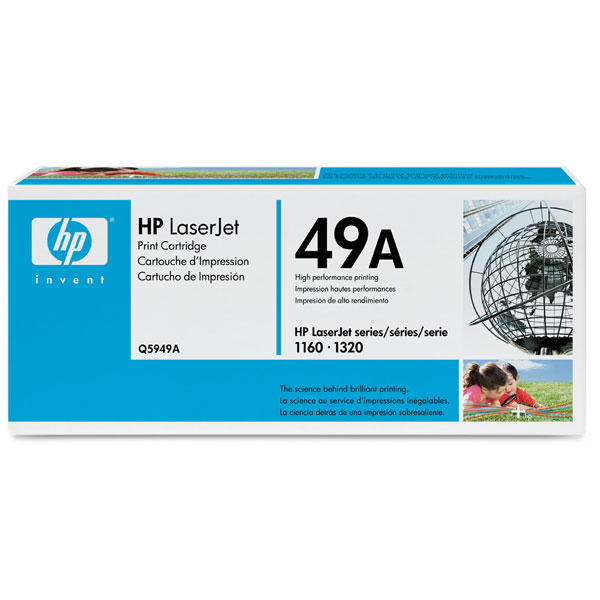 hp
invent
HP LaserJet
Print Cartridge
Cartouche d'Impression
Cartucho de Impresión
Q5949A
49A
High performance printing
Impression hautes performances
Impresión de alto rendimiento
HP LaserJet series/séries/serie
1160 · 1320
The science behind brilliant printing.
La science au service d'impressions inégalables.
La ciencia detrás de una impresión sobresaliente.